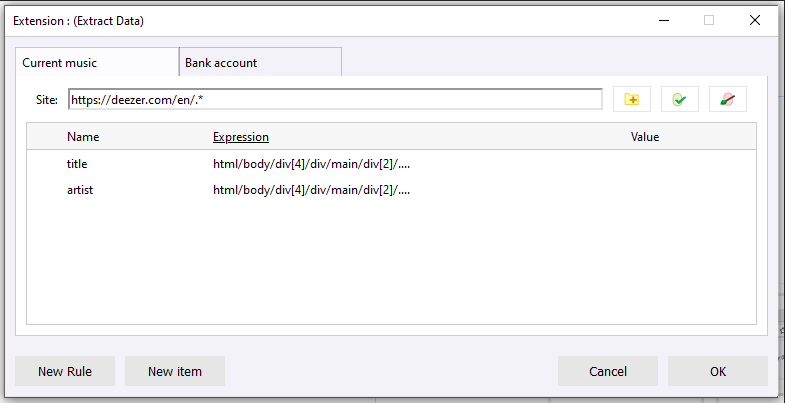 Extension : (Extract Data)
Current music
Bank account
Site: https://deezer.com/en/.*
Name Expression Value
title html/body/div[4]/div/main/div[2]/....
artist html/body/div[4]/div/main/div[2]/....
New Rule New item Cancel OK